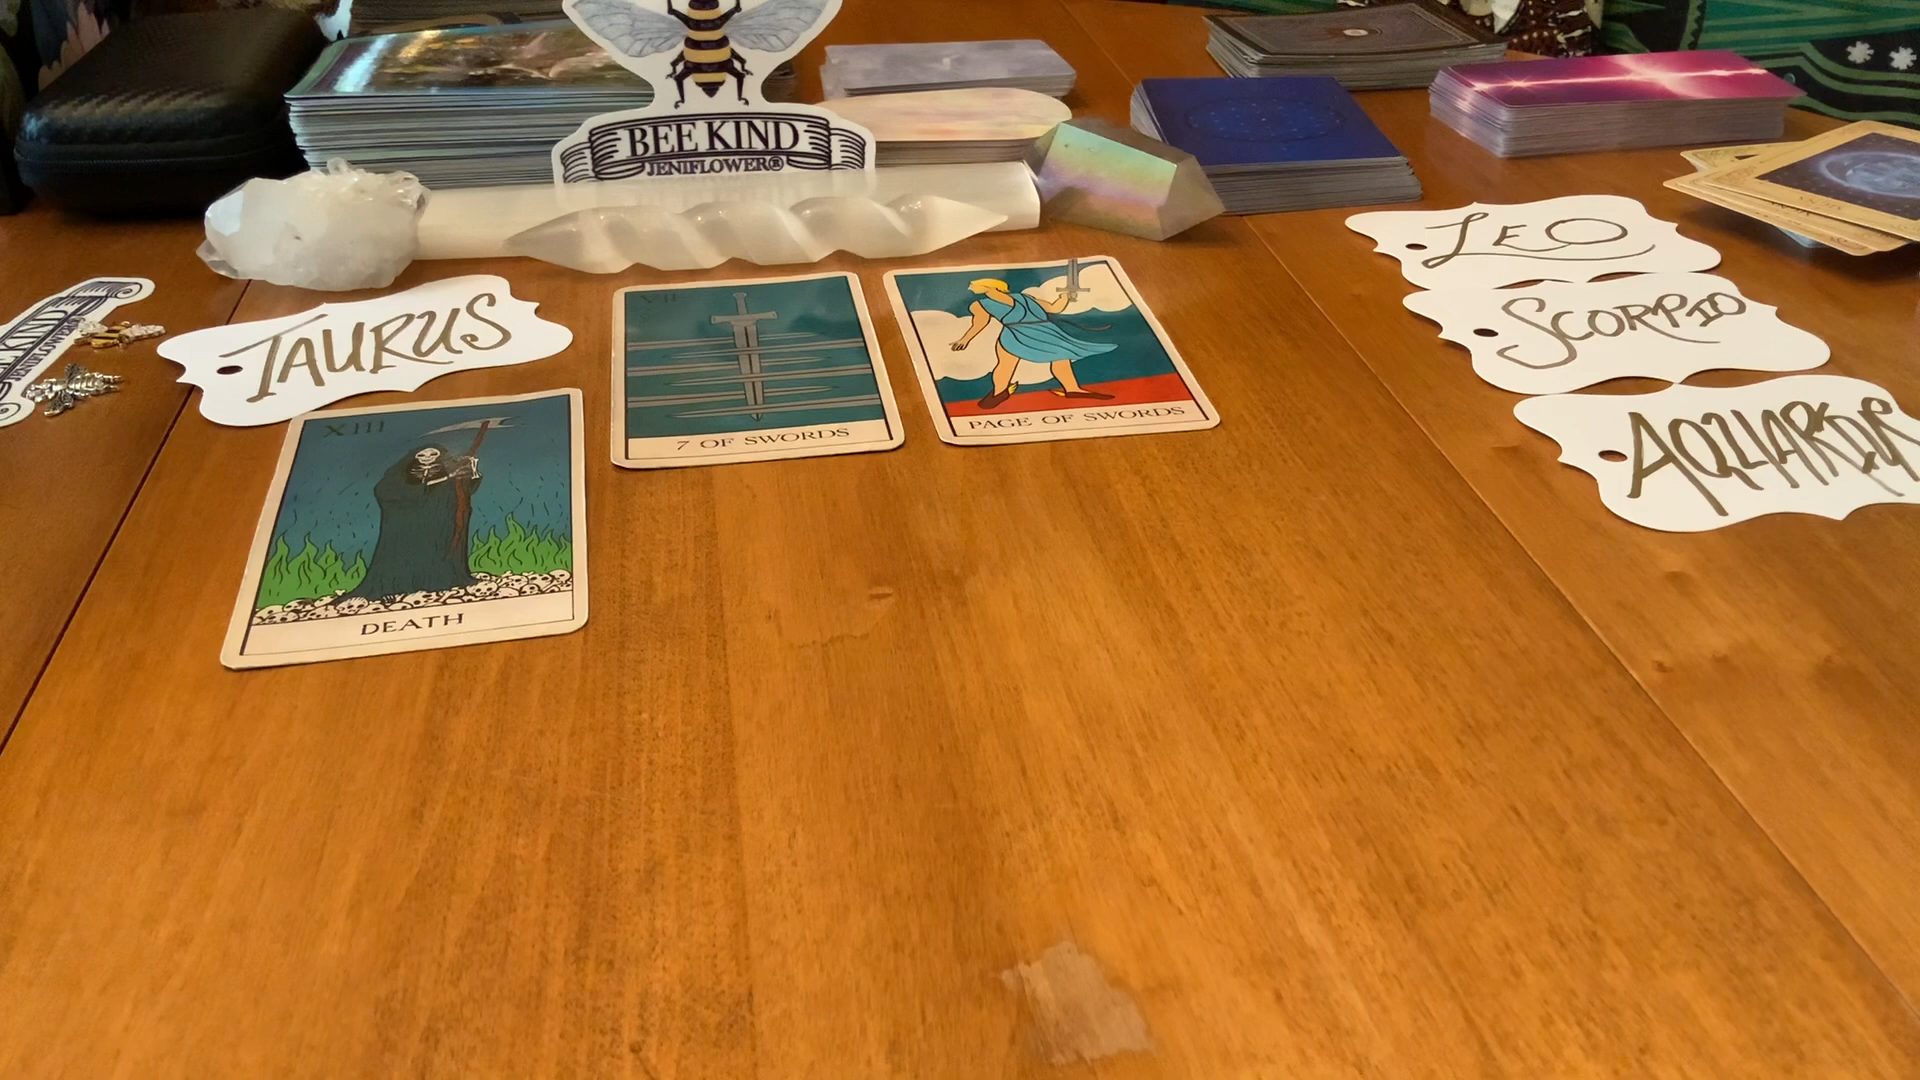 BEE KIND
JENIFLOWER®
TAURUS
XIII
DEATH
VII
7 OF SWORDS
PAGE OF SWORDS
LEO
SCORPIO
AQUARIUS